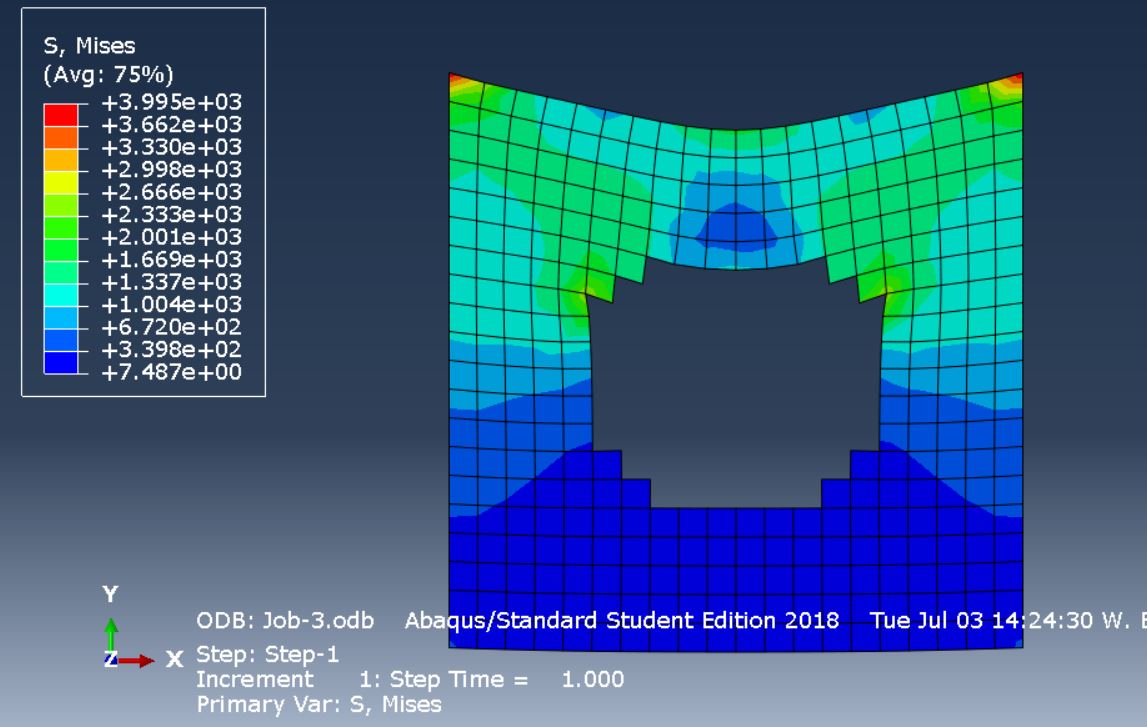 S, Mises
(Avg: 75%)
+3.995e+03
+3.662e+03
+3.330e+03
+2.998e+03
+2.666e+03
+2.333e+03
+2.001e+03
+1.669e+03
+1.337e+03
+1.004e+03
+6.720e+02
+3.398e+02
+7.487e+00
Y
Z X
ODB: Job-3.odb Abaqus/Standard Student Edition 2018 Tue Jul 03 14:24:30 W.
Step: Step-1
Increment 1: Step Time = 1.000
Primary Var: S, Mises